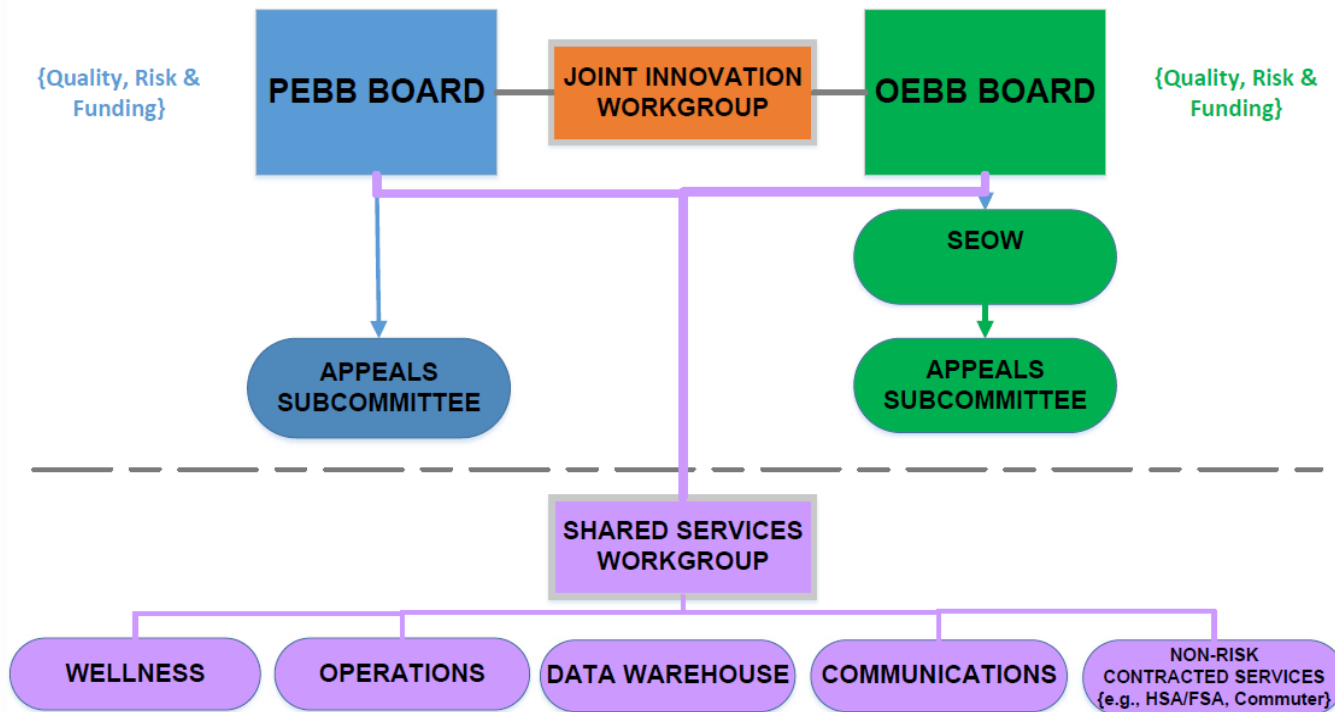 {Quality, Risk &
Funding}
PEBB BOARD
JOINT INNOVATION
WORKGROUP
OEBB BOARD
{Quality, Risk &
Funding}
SEOW
APPEALS
SUBCOMMITTEE
APPEALS
SUBCOMMITTEE
SHARED SERVICES
WORKGROUP
WELLNESS
OPERATIONS
DATA WAREHOUSE
COMMUNICATIONS
NON-RISK
CONTRACTED SERVICES
{e.g., HSA/FSA, Commuter}